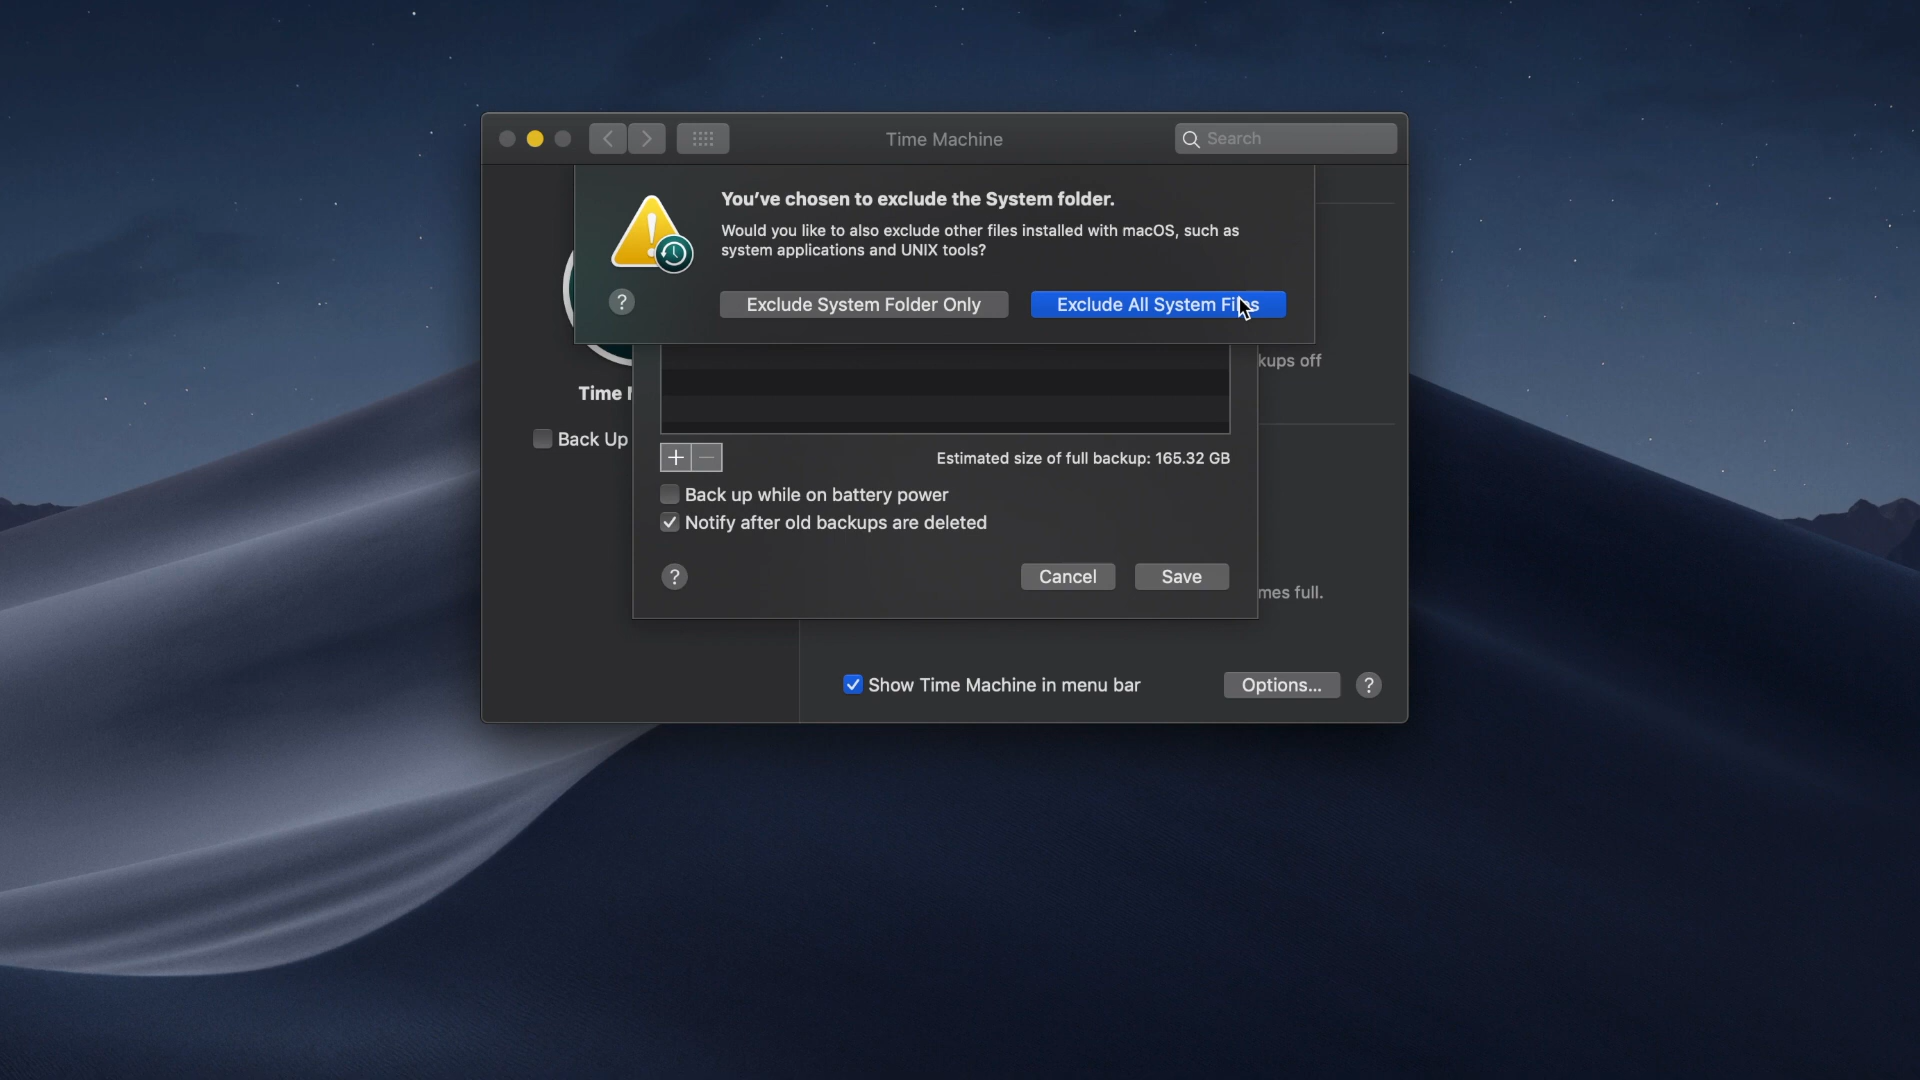 Time Machine
Search
You've chosen to exclude the System folder.
Would you like to also exclude other files installed with macOS, such as
system applications and UNIX tools?
?
Exclude System Folder Only
Exclude All System Files
kups off
Time
Back Up
+ −
Estimated size of full backup: 165.32 GB
Back up while on battery power
Notify after old backups are deleted
?
Cancel
Save
mes full.
Show Time Machine in menu bar
Options...
?